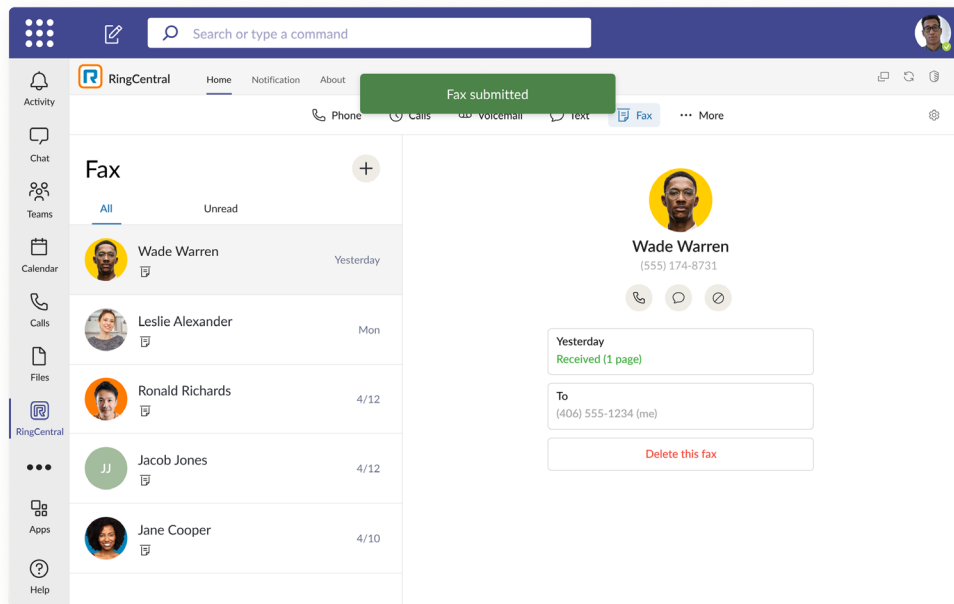 Search or type a command
RingCentral
Home
Notification
About
Fax submitted
Phone
Calls
Voicemail
Text
Fax
More
Activity
Chat
Teams
Calendar
Calls
Files
RingCentral
Apps
Help
Fax
All
Unread
Wade Warren
Yesterday
Leslie Alexander
Mon
Ronald Richards
4/12
JJ
Jacob Jones
4/12
Jane Cooper
4/10
Wade Warren
(555) 174-8731
Yesterday
Received (1 page)
To
(406) 555-1234 (me)
Delete this fax